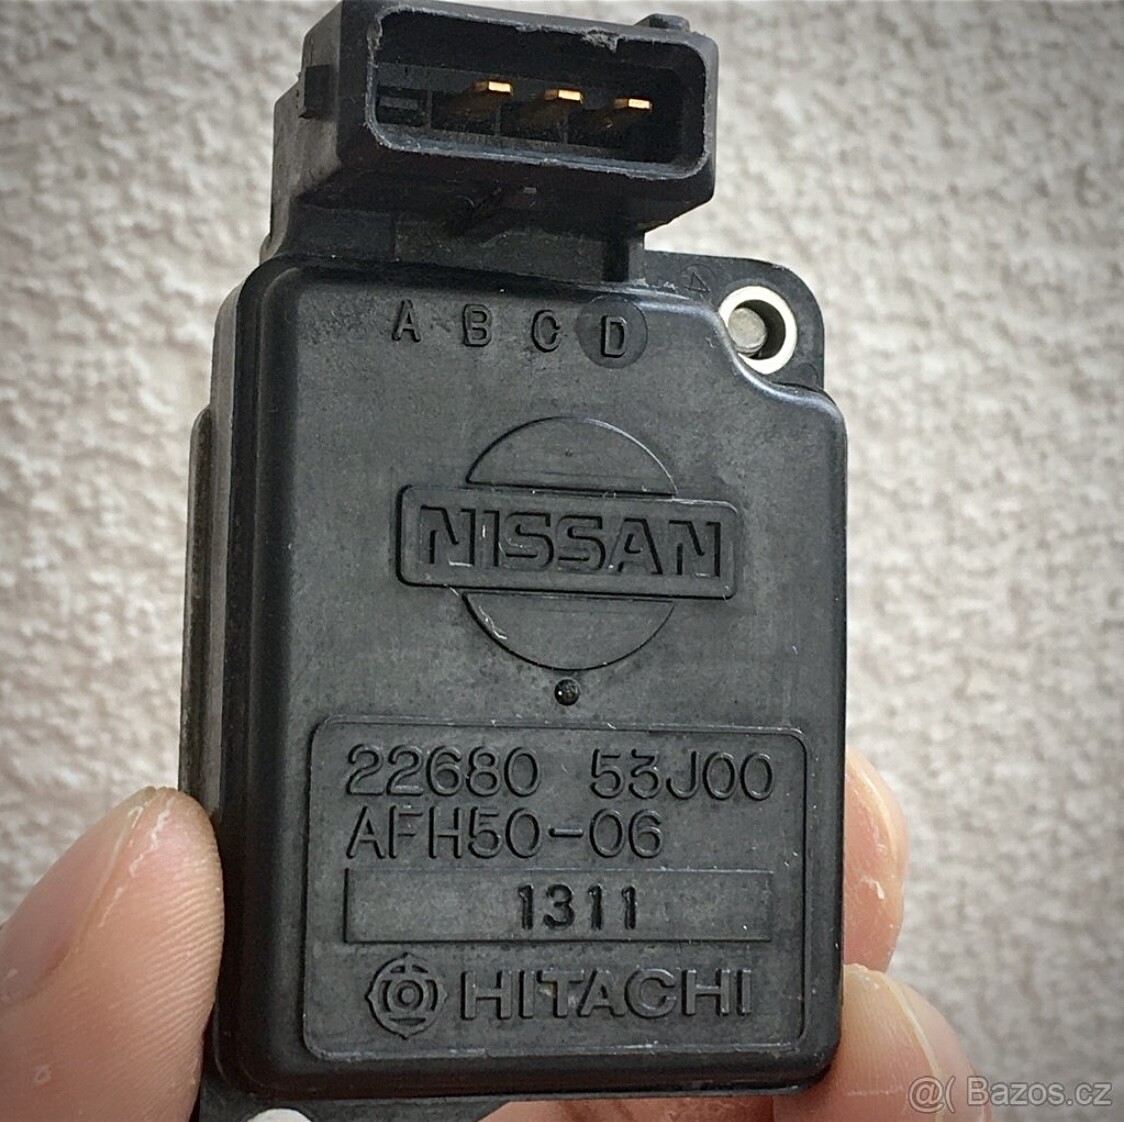 A B C D
NISSAN
22680 53J00
AFH50-06
1311
HITACHI
@( Bazos.cz